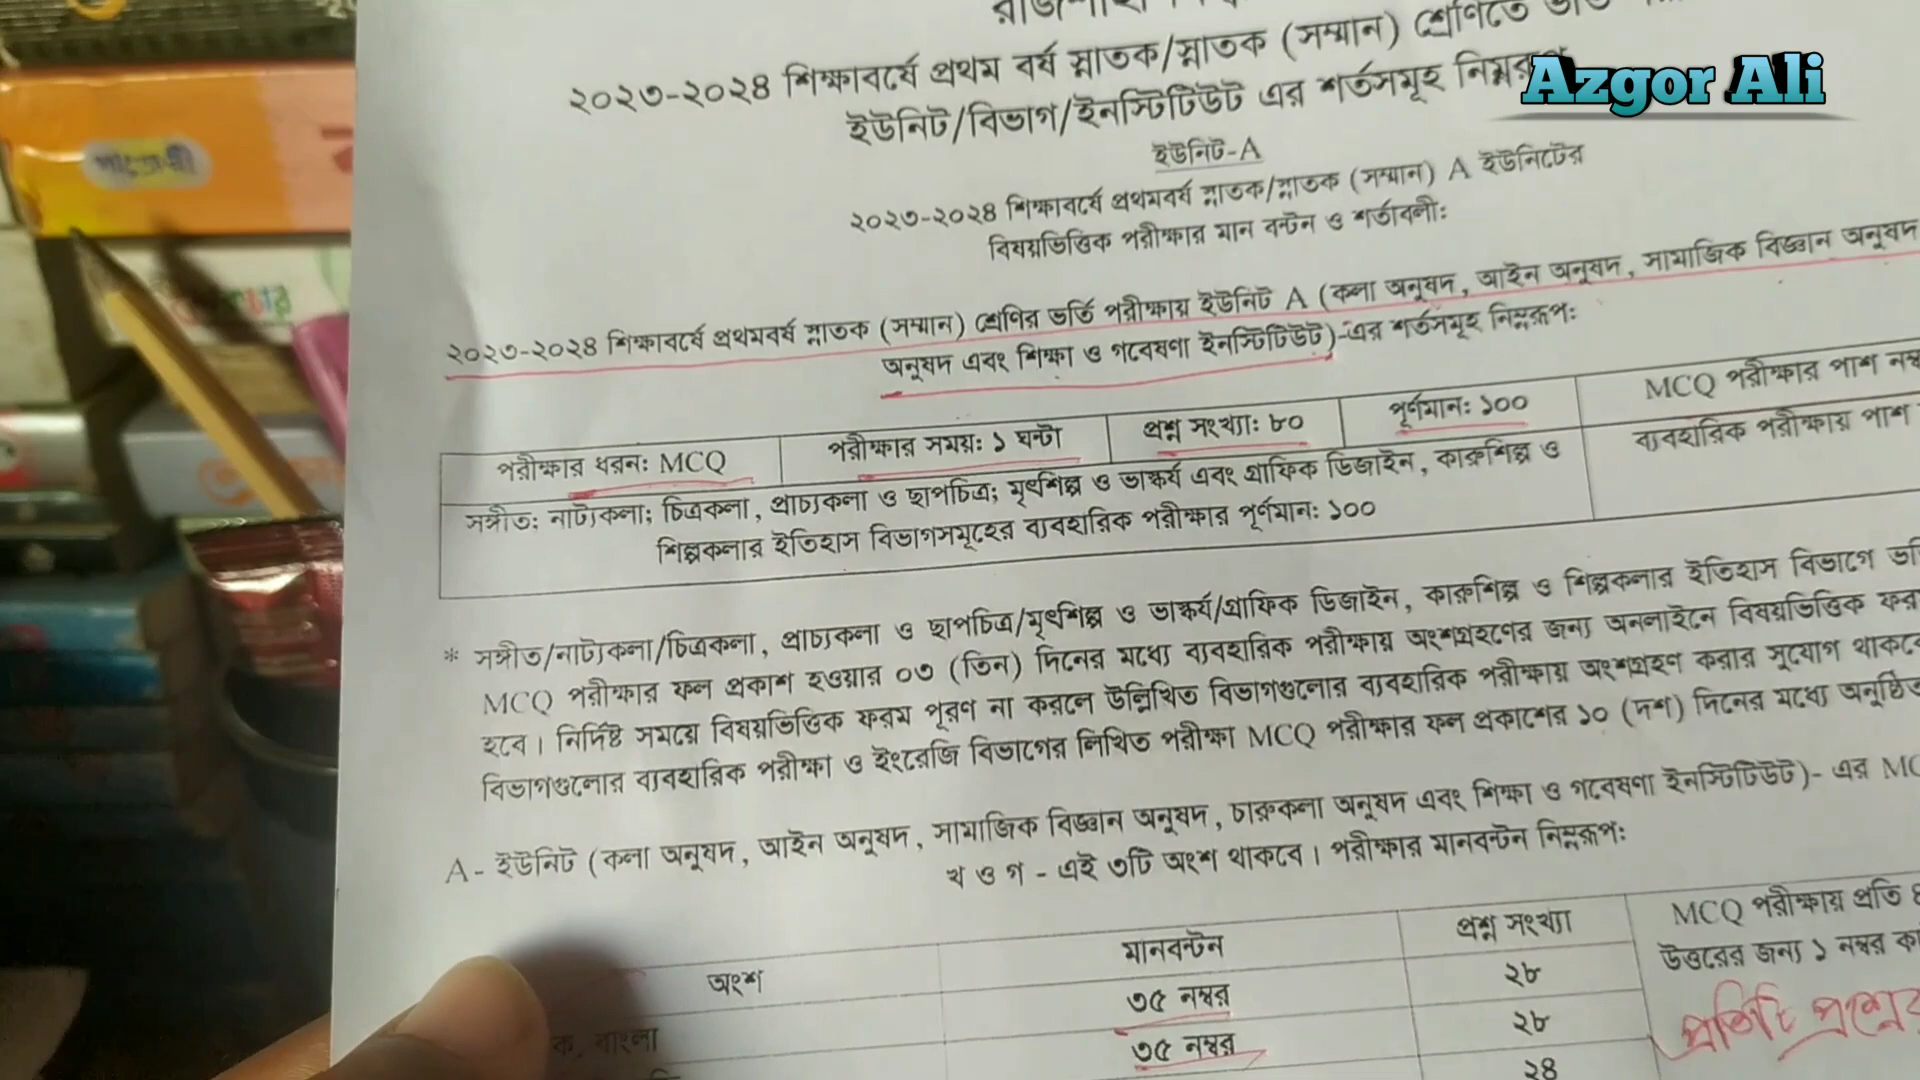 ২০২৩-২০২৪ শিক্ষাবর্ষে প্রথম বর্ষ স্নাতক/স্নাতক (সম্মান) শ্রেণিতে
ইউনিট/বিভাগ/ইনস্টিটিউট এর শর্তসমূহ নিম্নরূপ
Azgor Ali
ইউনিট-A
২০২৩-২০২৪ শিক্ষাবর্ষে প্রথমবর্ষ স্নাতক/স্নাতক (সম্মান) A ইউনিটের
বিষয়ভিত্তিক পরীক্ষার মান বন্টন ও শর্তাবলী:
২০২৩-২০২৪ শিক্ষাবর্ষে প্রথমবর্ষ স্নাতক (সম্মান) শ্রেণির ভর্তি পরীক্ষায় ইউনিট A (কলা অনুষদ, আইন অনুষদ, সামাজিক বিজ্ঞান অনুষদ
অনুষদ এবং শিক্ষা ও গবেষণা ইনস্টিটিউট)-এর শর্তসমূহ নিম্নরূপ:
পরীক্ষার ধরন: MCQ
পরীক্ষার সময়: ১ ঘন্টা
প্রশ্ন সংখ্যা: ৮০
পূর্ণমান: ১০০
MCQ পরীক্ষার পাশ
সঙ্গীত; নাট্যকলা; চিত্রকলা, প্রাচ্যকলা ও ছাপচিত্র; মৃৎশিল্প ও ভাস্কর্য এবং গ্রাফিক ডিজাইন, কারুশিল্প ও
শিল্পকলার ইতিহাস বিভাগসমূহের ব্যবহারিক পরীক্ষার পূর্ণমান: ১০০
ব্যবহারিক পরীক্ষায় পাশ
* সঙ্গীত/নাট্যকলা/চিত্রকলা, প্রাচ্যকলা ও ছাপচিত্র/মৃৎশিল্প ও ভাস্কর্য/গ্রাফিক ডিজাইন, কারুশিল্প ও শিল্পকলার ইতিহাস বিভাগে
MCQ পরীক্ষার ফল প্রকাশ হওয়ার ০৩ (তিন) দিনের মধ্যে ব্যবহারিক পরীক্ষায় অংশগ্রহণের জন্য অনলাইনে বিষয়ভিত্তিক
হবে। নির্দিষ্ট সময়ে বিষয়ভিত্তিক ফরম পূরণ না করলে উল্লিখিত বিভাগগুলোর ব্যবহারিক পরীক্ষায় অংশগ্রহণ করার সুযোগ থাকবে
বিভাগগুলোর ব্যবহারিক পরীক্ষা ও ইংরেজি বিভাগের লিখিত পরীক্ষা MCQ পরীক্ষার ফল প্রকাশের ১০ (দশ) দিনের মধ্যে অনুষ্ঠিত
A- ইউনিট (কলা অনুষদ, আইন অনুষদ, সামাজিক বিজ্ঞান অনুষদ, চারুকলা অনুষদ এবং শিক্ষা ও গবেষণা ইনস্টিটিউট)- এর
খ ও গ - এই ৩টি অংশ থাকবে। পরীক্ষার মানবন্টন নিম্নরূপ:
অংশ
মানবন্টন
প্রশ্ন সংখ্যা
MCQ পরীক্ষায় প্রতি
উত্তরের জন্য ১ নম্বর
ক. বাংলা
৩৫ নম্বর
২৮
৩৫ নম্বর
২৮
২৪
প্রতিটি প্রশ্নের